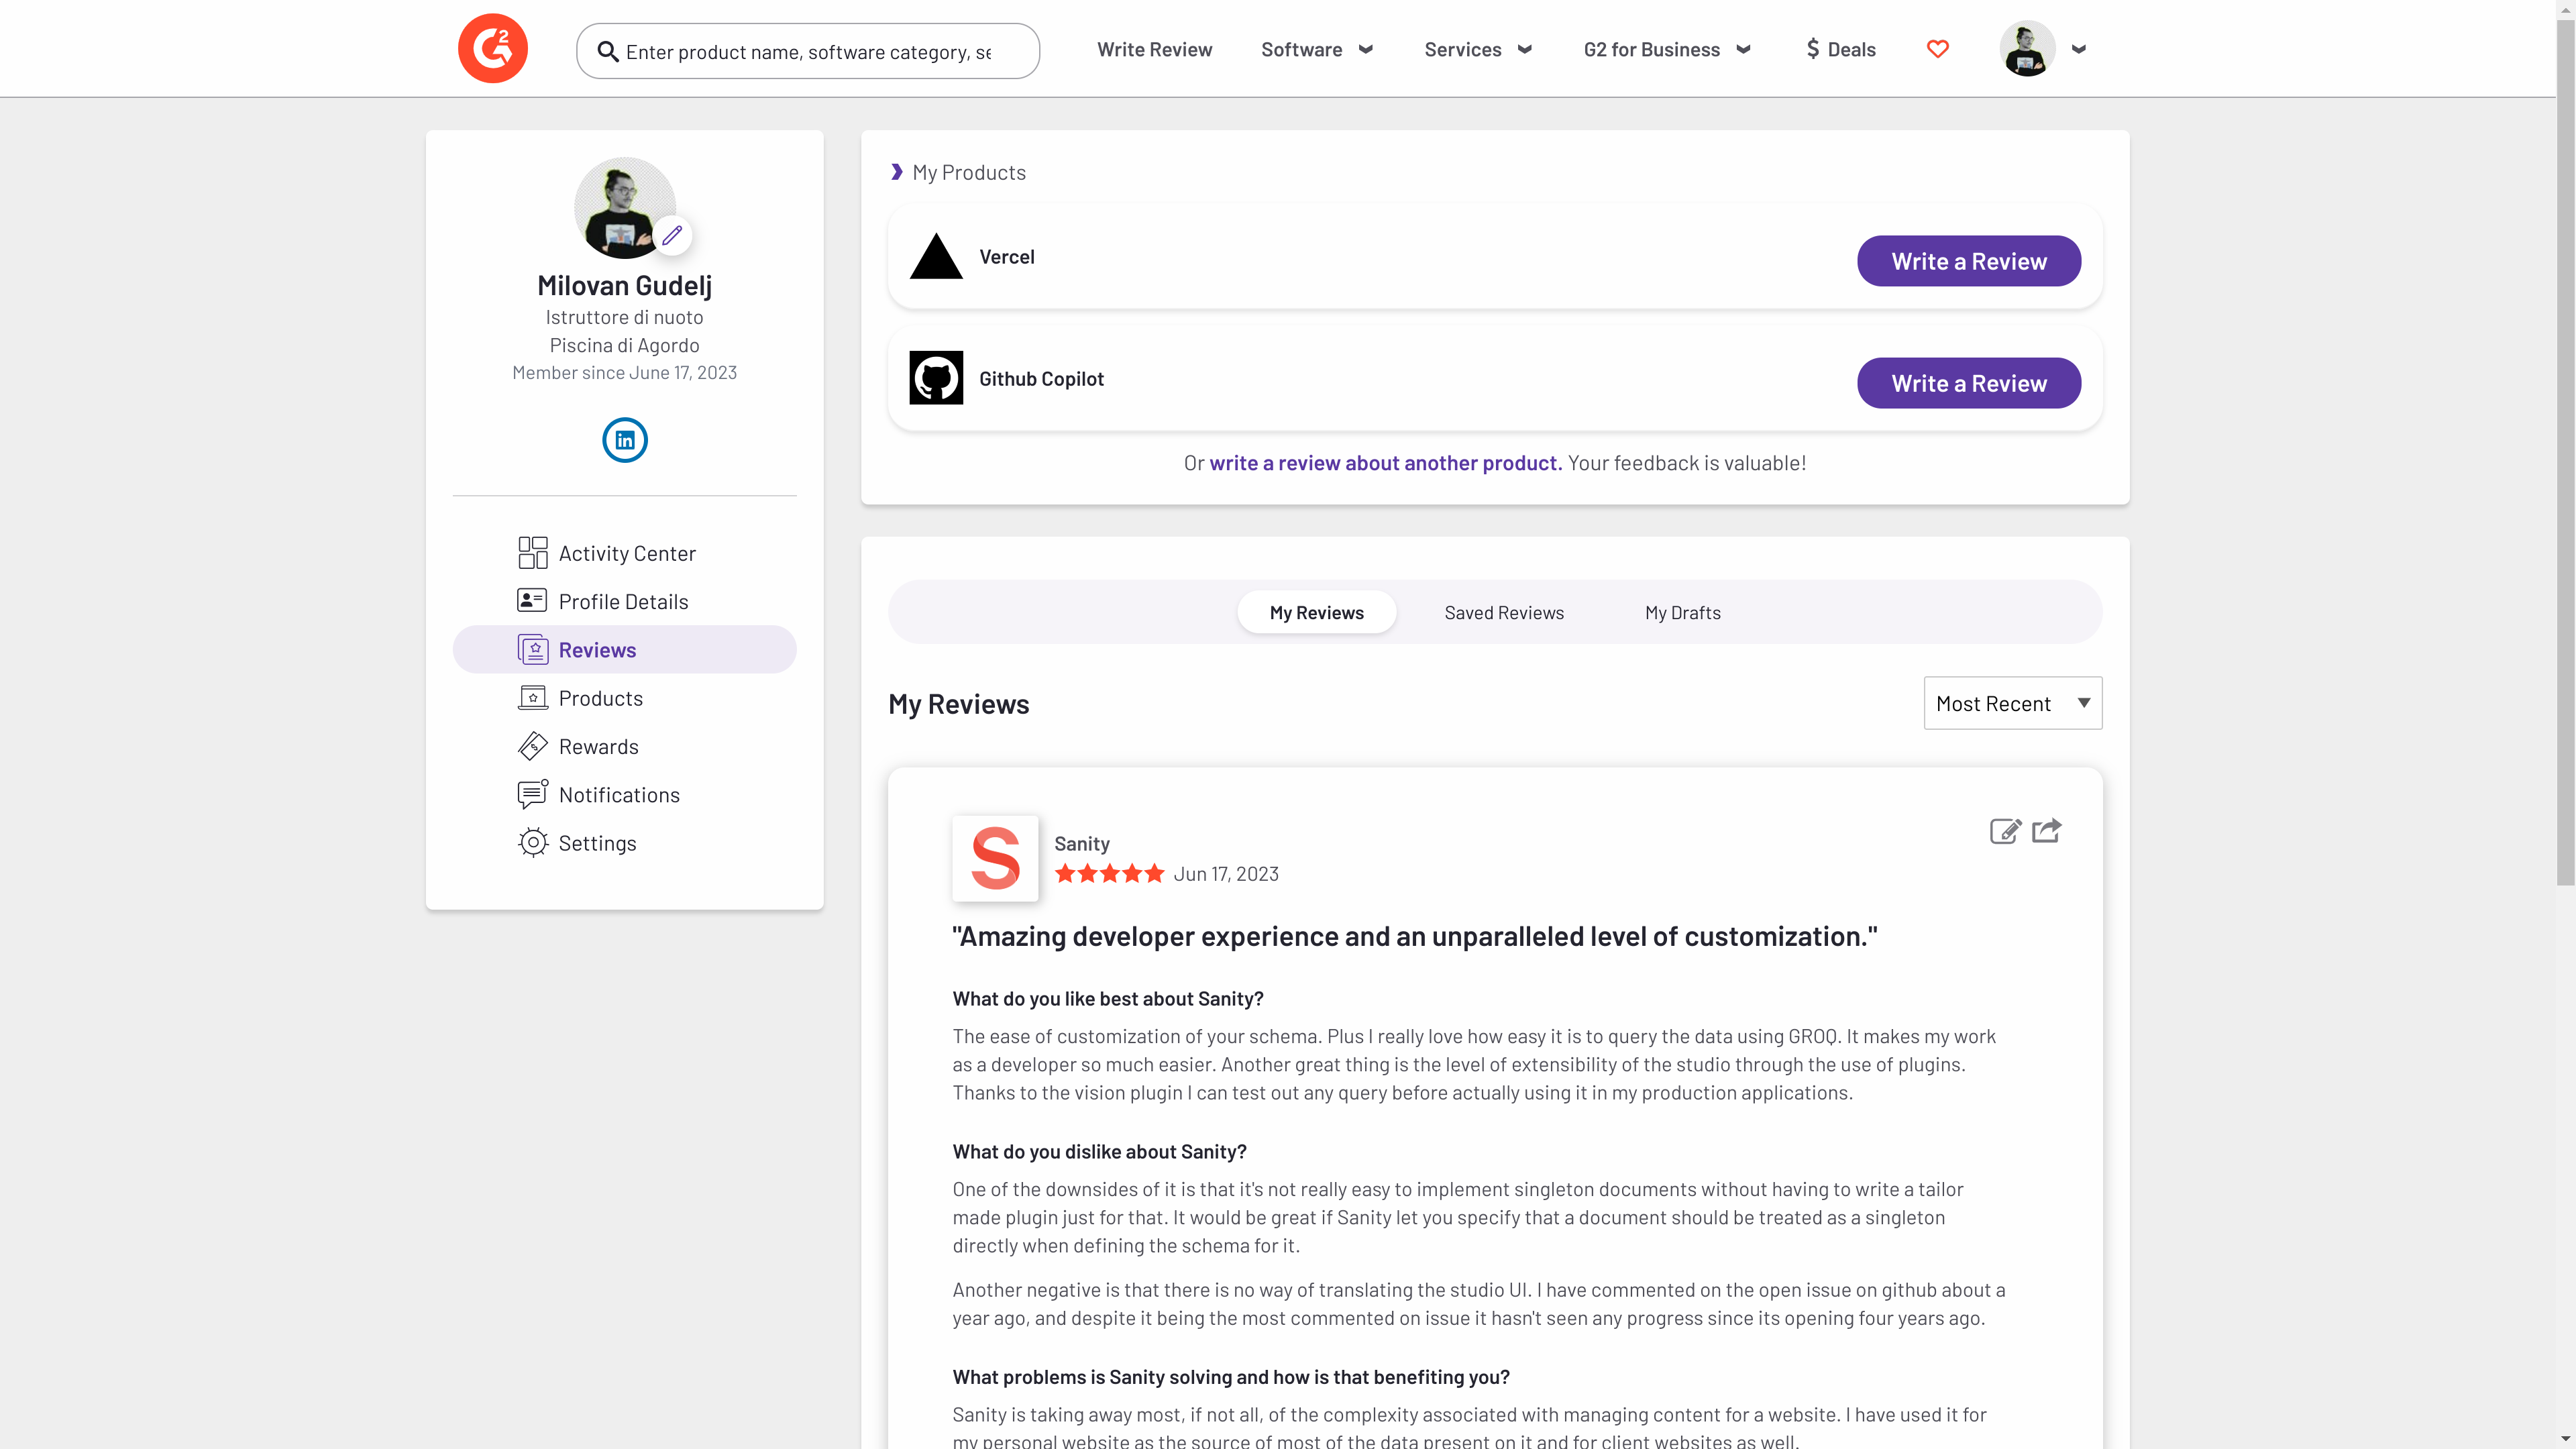 G2
Enter product name, software category, se
Write Review
Software
Services
G2 for Business
$ Deals
Milovan Gudelj
Istruttore di nuoto
Piscina di Agordo
Member since June 17, 2023
in
Activity Center
Profile Details
Reviews
Products
Rewards
Notifications
Settings
My Products
Vercel
Write a Review
Github Copilot
Write a Review
Or write a review about another product. Your feedback is valuable!
My Reviews
Saved Reviews
My Drafts
My Reviews
Most Recent
S
Sanity
Jun 17, 2023
"Amazing developer experience and an unparalleled level of customization."
What do you like best about Sanity?
The ease of customization of your schema. Plus I really love how easy it is to query the data using GROQ. It makes my work
as a developer so much easier. Another great thing is the level of extensibility of the studio through the use of plugins.
Thanks to the vision plugin I can test out any query before actually using it in my production applications.
What do you dislike about Sanity?
One of the downsides of it is that it's not really easy to implement singleton documents without having to write a tailor
made plugin just for that. It would be great if Sanity let you specify that a document should be treated as a singleton
directly when defining the schema for it.
Another negative is that there is no way of translating the studio UI. I have commented on the open issue on github about a
year ago, and despite it being the most commented on issue it hasn't seen any progress since its opening four years ago.
What problems is Sanity solving and how is that benefiting you?
Sanity is taking away most, if not all, of the complexity associated with managing content for a website. I have used it for
my personal website as the source of most of the data present on it and for client websites as well.